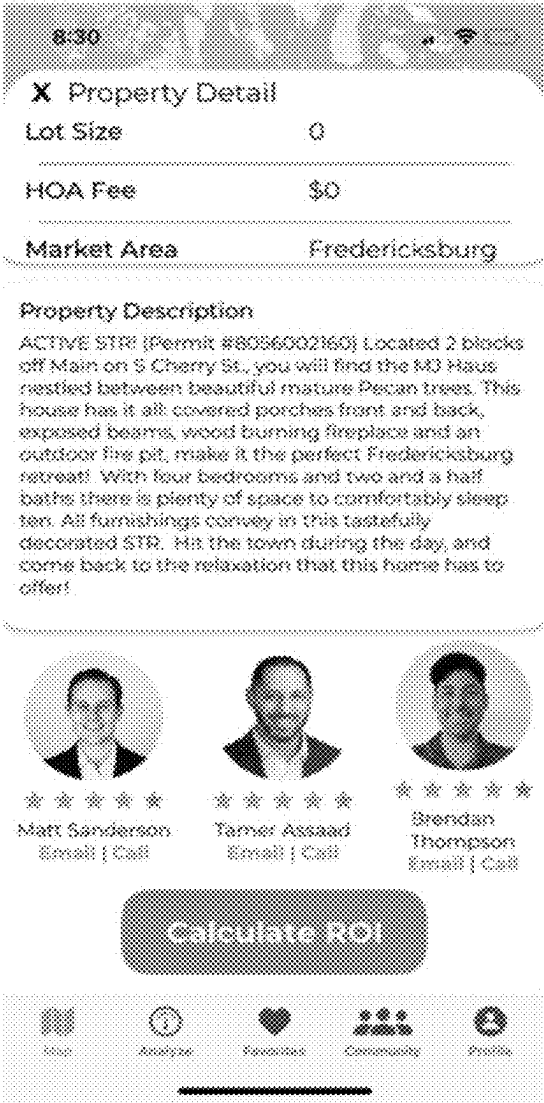 8:30
X Property Detail
Lot Size 0
HOA Fee $0
Market Area Fredericksburg
Property Description
ACTIVE STR! (Permit #8056002160) Located 2 blocks
off Main on S Cherry St., you will find the MJ Haus
nestled between beautiful mature Pecan trees. This
house has it all: covered porches front and back,
exposed beams, wood burning fireplace and an
outdoor fire pit, make it the perfect Fredericksburg
retreat! With four bedrooms and two and a half
baths there is plenty of space to comfortably sleep
ten. All furnishings convey in this tastefully
decorated STR. Hit the town during the day, and
come back to the relaxation that this home has to
offer!
Matt Sanderson Tamer Assaad Brendan
Thompson
Email | Call Email | Call Email | Call
Calculate ROI
Map Analyze Favorites Community Profile